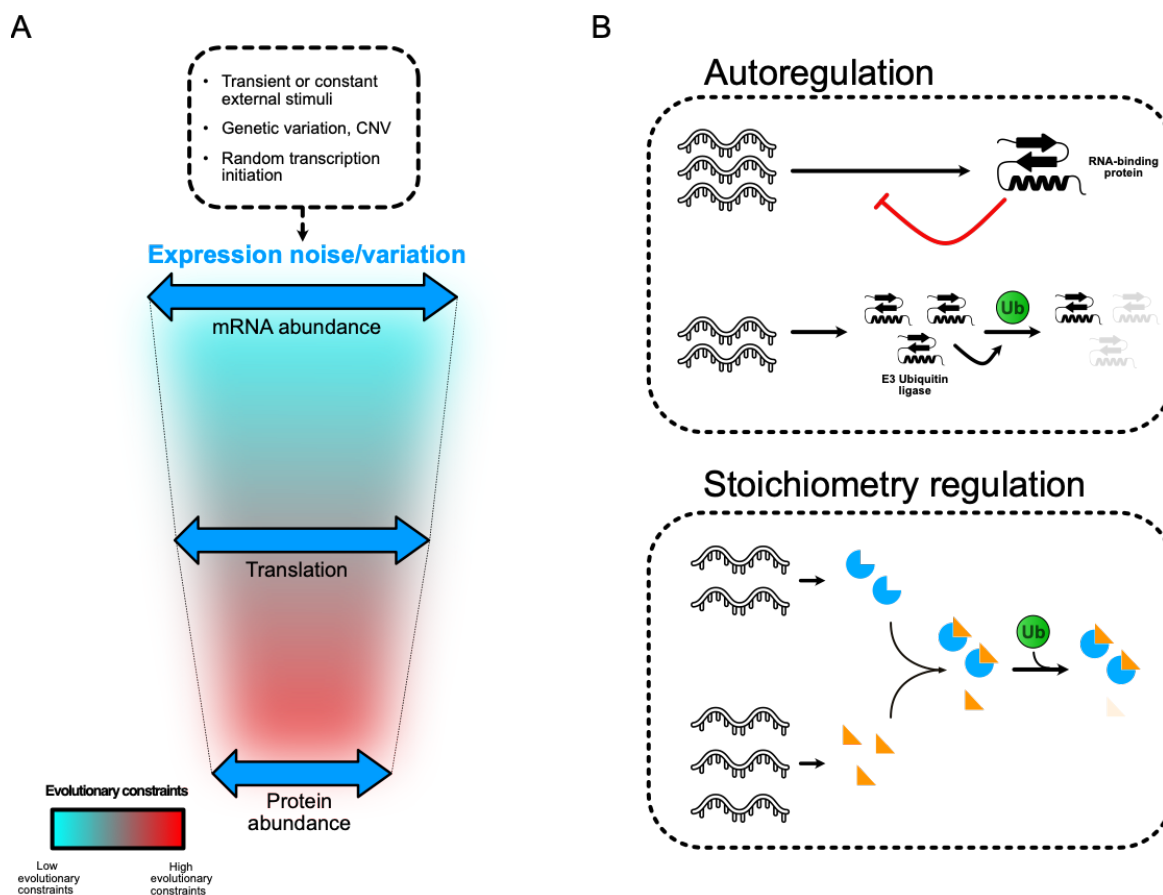 A
• Transient or constant
external stimuli
• Genetic variation, CNV
• Random transcription
initiation
Expression noise/variation
mRNA abundance
Translation
Protein
abundance
Evolutionary constraints
Low
evolutionary
constraints
High
evolutionary
constraints
B
Autoregulation
RNA-binding
protein
Ub
E3 Ubiquitin
ligase
Stoichiometry regulation
Ub